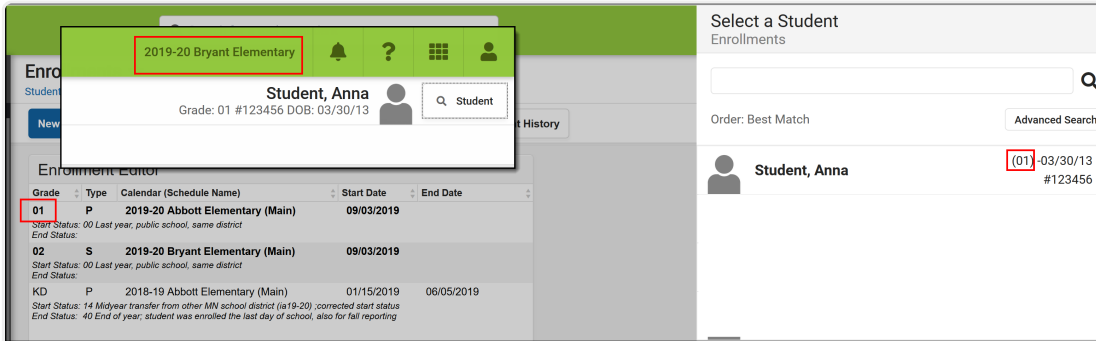 2019-20 Bryant Elementary
?
Student, Anna
Grade: 01 #123456 DOB: 03/30/13
Student
Student
New
t History
Enrollment Editor
Grade Type Calendar (Schedule Name) Start Date End Date
01 P 2019-20 Abbott Elementary (Main) 09/03/2019
Start Status: 00 Last year, public school, same district
End Status:
02 S 2019-20 Bryant Elementary (Main) 09/03/2019
Start Status: 00 Last year, public school, same district
End Status:
KD P 2018-19 Abbott Elementary (Main) 01/15/2019 06/05/2019
Start Status: 14 Midyear transfer from other MN school district (ia19-20) ;corrected start status
End Status: 40 End of year; student was enrolled the last day of school, also for fall reporting
Select a Student
Enrollments
Order: Best Match
Advanced Search
Student, Anna
(01) -03/30/13
#123456